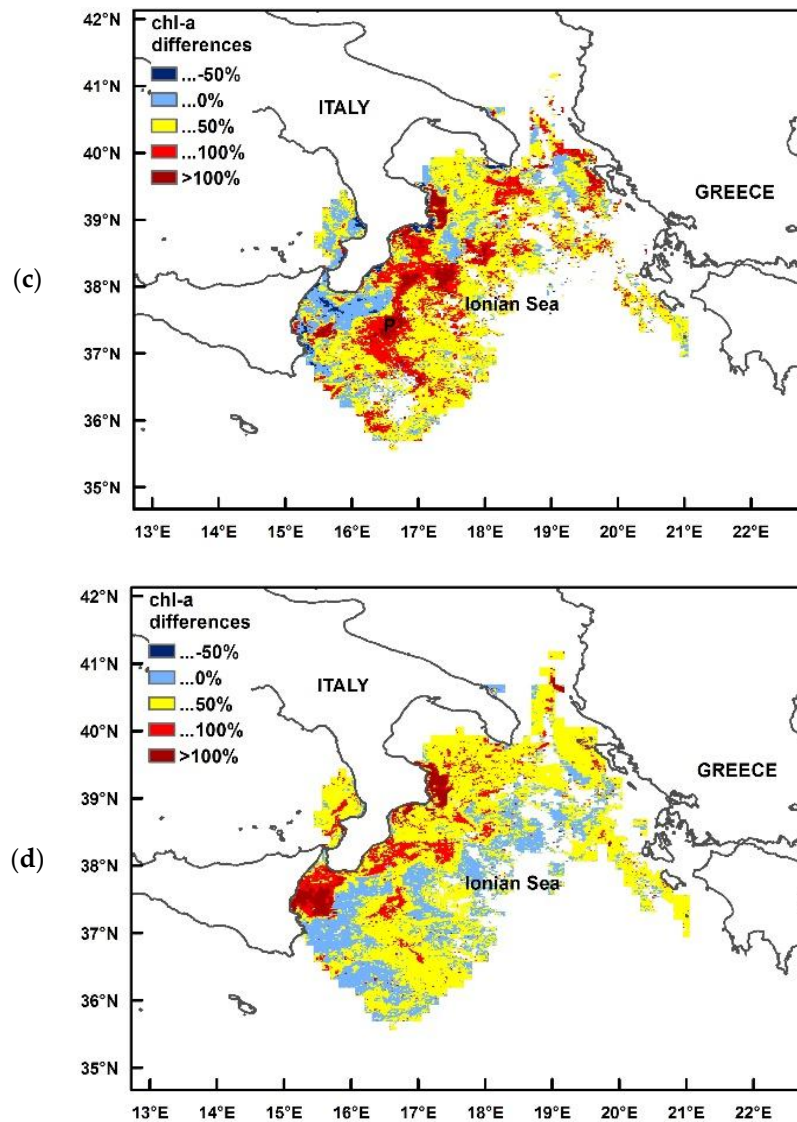 42°N
chl-a
differences
...-50%
41°N
...0%
ITALY
...50%
40°N
...100%
>100%
39°N
GREECE
(c)
38°N
Ionian Sea
P
37°N
36°N
35°N
13°E 14°E 15°E 16°E 17°E 18°E 19°E 20°E 21°E 22°E
42°N
chl-a
differences
...-50%
41°N
...0%
ITALY
...50%
40°N
...100%
>100%
39°N
GREECE
(d)
38°N
Ionian Sea
37°N
36°N
35°N
13°E 14°E 15°E 16°E 17°E 18°E 19°E 20°E 21°E 22°E